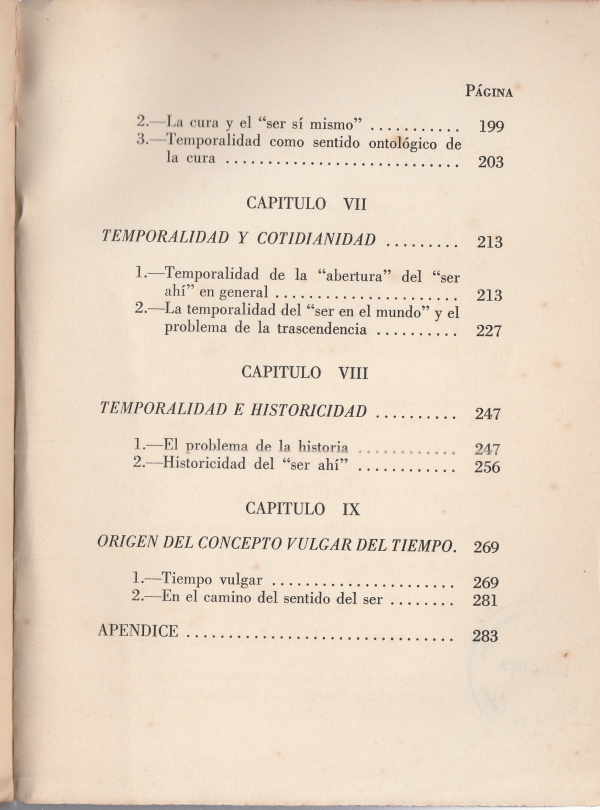 PÁGINA
2.—La cura y el “ser sí mismo” ........... 199
3.—Temporalidad como sentido ontológico de
la cura ............................ 203
CAPITULO VII
TEMPORALIDAD Y COTIDIANIDAD ......... 213
1.—Temporalidad de la “abertura” del “ser
ahí” en general ...................... 213
2.—La temporalidad del “ser en el mundo” y el
problema de la trascendencia .......... 227
CAPITULO VIII
TEMPORALIDAD E HISTORICIDAD .......... 247
1.—El problema de la historia ............ 247
2.—Historicidad del “ser ahí” ............ 256
CAPITULO IX
ORIGEN DEL CONCEPTO VULGAR DEL TIEMPO. 269
1.—Tiempo vulgar ...................... 269
2.—En el camino del sentido del ser ........ 281
APENDICE ................................ 283